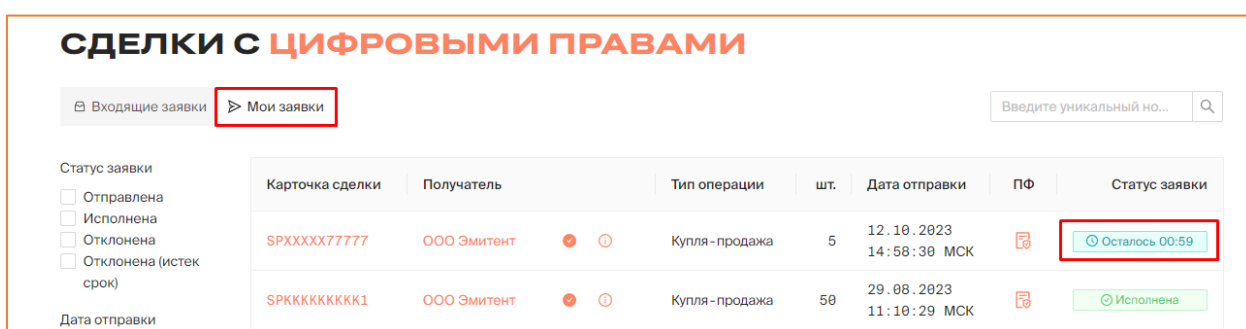 СДЕЛКИ С ЦИФРОВЫМИ ПРАВАМИ
Входящие заявки Мои заявки Введите уникальный но...
Статус заявки
Отправлена
Исполнена
Отклонена
Отклонена (истек
срок)
Дата отправки
Карточка сделки Получатель Тип операции шт. Дата отправки ПФ Статус заявки
SPXXXXX77777 ООО Эмитент Купля-продажа 5 12.10.2023 Осталось 00:59
14:58:30 МСК
SPKKKKKKKKK1 ООО Эмитент Купля-продажа 50 29.08.2023 Исполнена
11:10:29 МСК